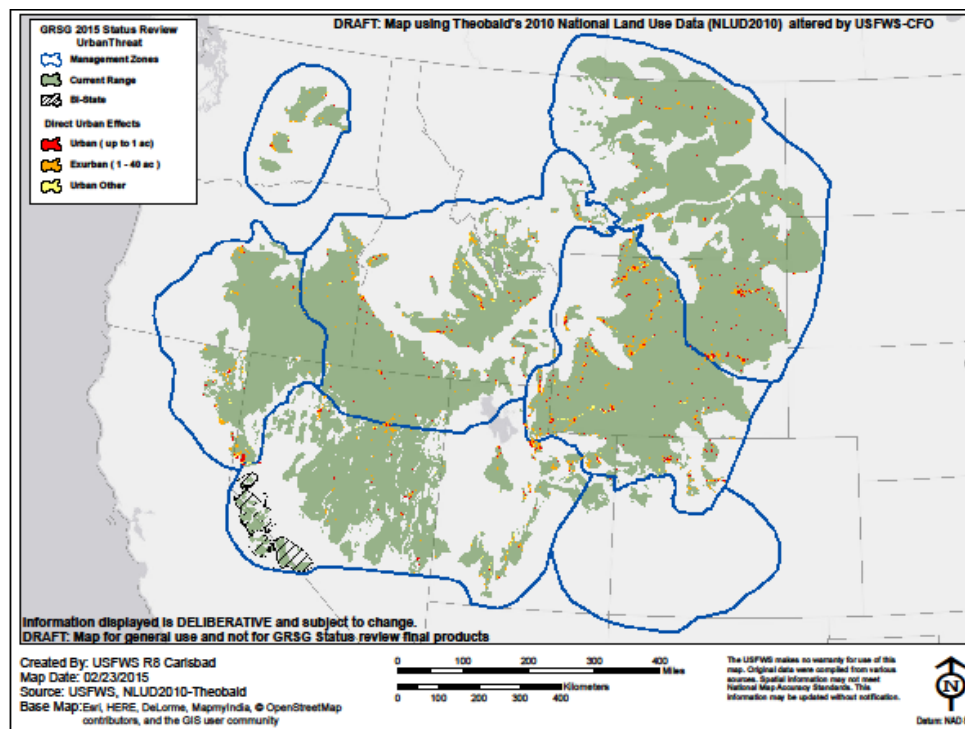 DRAFT: Map using Theobald's 2010 National Land Use Data (NLUD2010) altered by USFWS-CFO
GRSG 2015 Status Review
UrbanThreat
Management Zones
Current Range
Bi-State
Direct Urban Effects
Urban ( up to 1 ac)
Exurban ( 1 - 40 ac )
Urban Other
Information displayed is DELIBERATIVE and subject to change.
DRAFT: Map for general use and not for GRSG Status review final products
Created By: USFWS R8 Carlsbad
Map Date: 02/23/2015
Source: USFWS, NLUD2010-Theobald
Base Map:Esri, HERE, DeLorme, MapmyIndia, © OpenStreetMap
contributors, and the GIS user community
0 100 200 300 400
Miles
Kilometers
0 100 200 300 400
The USFWS makes no warranty for use of this
map. Original data were compiled from various
sources. Spatial information may not meet
National Map Accuracy Standards. This
information may be updated without notification.
N
Datum: NAD